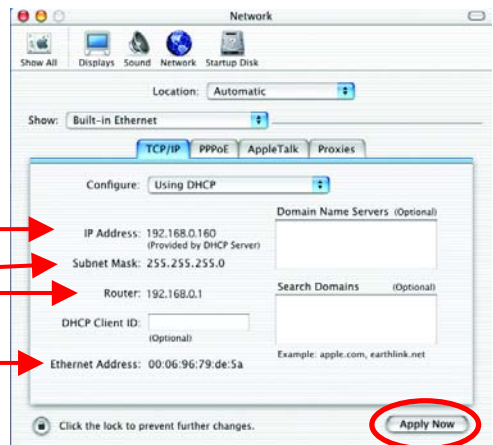 Network
Show All Displays Sound Network Startup Disk
Location: Automatic
Show: Built-in Ethernet
TCP/IP PPPoE AppleTalk Proxies
Configure: Using DHCP
Domain Name Servers (Optional)
IP Address: 192.168.0.160
(Provided by DHCP Server)
Subnet Mask: 255.255.255.0
Router: 192.168.0.1
Search Domains (Optional)
DHCP Client ID:
(Optional)
Example: apple.com, earthlink.net
Ethernet Address: 00:06:96:79:de:5a
Click the lock to prevent further changes.
Apply Now